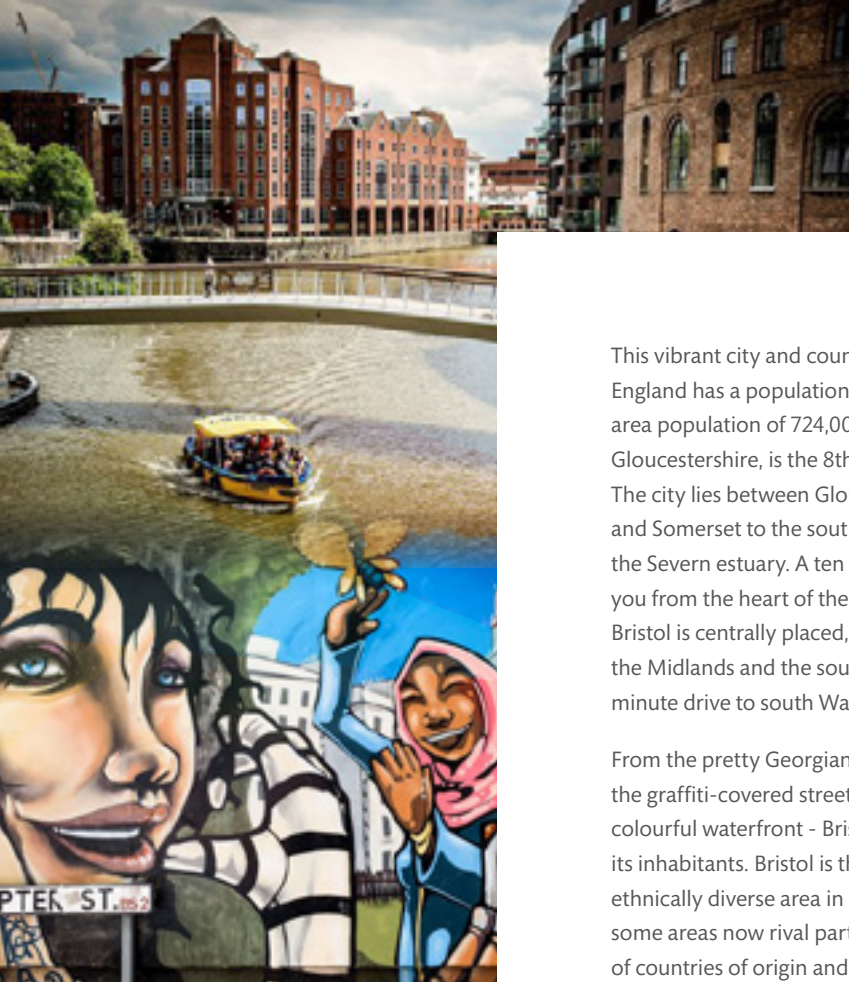 This vibrant city and coun
England has a population
area population of 724,00
Gloucestershire, is the 8th
The city lies between Glo
and Somerset to the sout
the Severn estuary. A ten
you from the heart of the
Bristol is centrally placed,
the Midlands and the sou
minute drive to south Wa
From the pretty Georgian
the graffiti-covered street
colourful waterfront - Bris
its inhabitants. Bristol is th
ethnically diverse area in
some areas now rival part
of countries of origin and
PTER ST. BS2